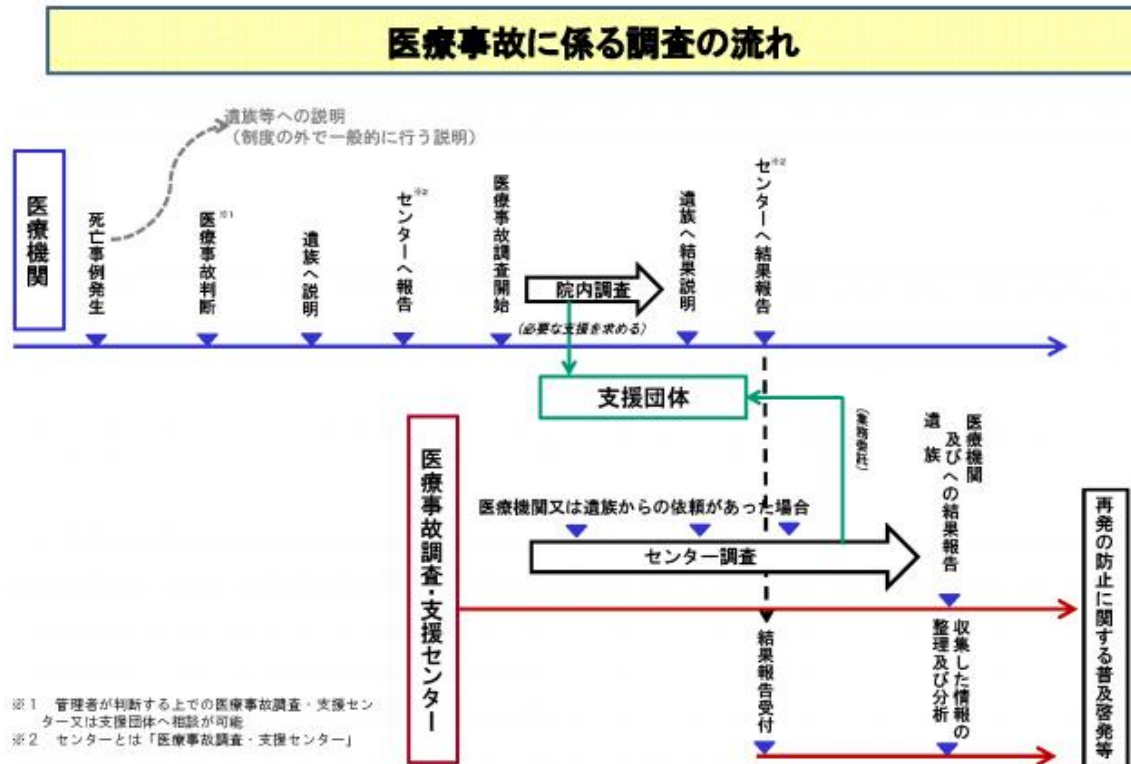 医療事故に係る調査の流れ
遺族等への説明
（制度の外で一般的に行う説明）
医療機関
死亡事例発生
医療事故判断※1
遺族へ説明
センターへ報告※2
医療事故調査開始
院内調査
（必要な支援を求める）
遺族へ結果説明
センターへ結果報告※2
支援団体
（業務委託）
医療事故調査・支援センター
医療機関又は遺族からの依頼があった場合
センター調査
医療機関
及びへの結果報告
遺族
結果報告受付
収集した情報の
整理及び分析
再発の防止に関する普及啓発等
※1 管理者が判断する上での医療事故調査・支援セン
ター又は支援団体へ相談が可能
※2 センターとは「医療事故調査・支援センター」